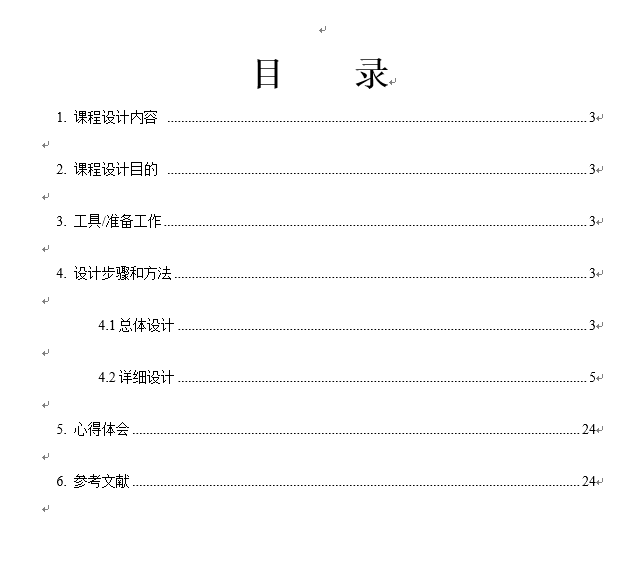 目 录
1. 课程设计内容 ........ 3
2. 课程设计目的 ........ 3
3. 工具/准备工作 ........ 3
4. 设计步骤和方法 ........ 3
4.1 总体设计 ........ 3
4.2 详细设计 ........ 5
5. 心得体会 ........ 24
6. 参考文献 ........ 24